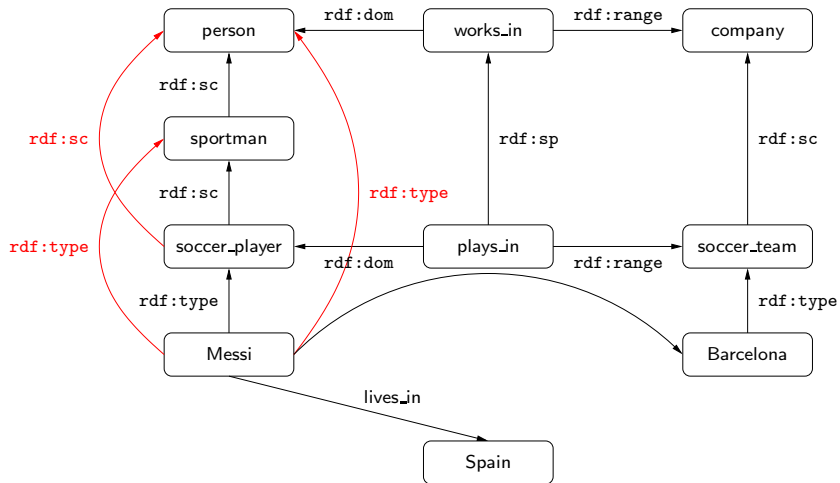 rdf:dom
rdf:range
person
works_in
company
rdf:sc
rdf:sc
sportman
rdf:sp
rdf:sc
rdf:sc
rdf:type
rdf:type
soccer_player
plays_in
soccer_team
rdf:dom
rdf:range
rdf:type
rdf:type
Messi
Barcelona
lives_in
Spain